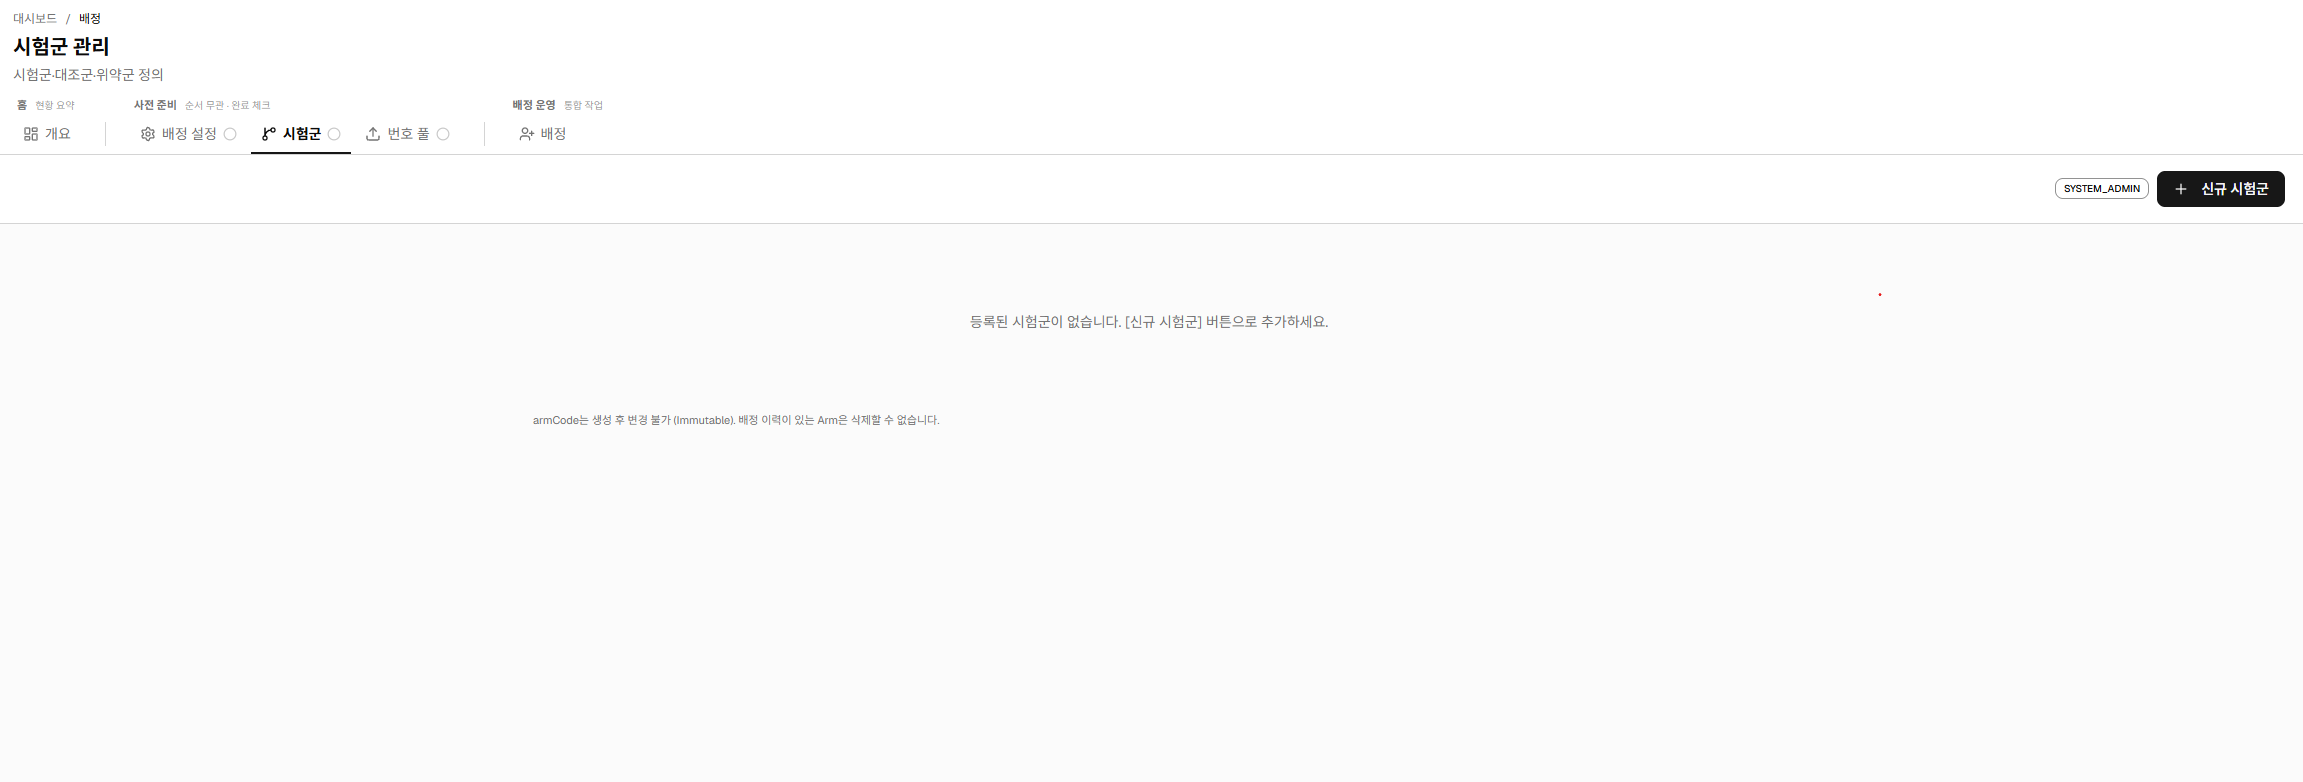 대시보드 / 배정
시험군 관리
시험군·대조군·위약군 정의
홈 현황 요약 사전 준비 순서 무관 · 완료 체크 배정 운영 통합 작업
개요 배정 설정 시험군 번호 풀 배정
SYSTEM_ADMIN + 신규 시험군
등록된 시험군이 없습니다. [신규 시험군] 버튼으로 추가하세요.
armCode는 생성 후 변경 불가 (Immutable). 배정 이력이 있는 Arm은 삭제할 수 없습니다.